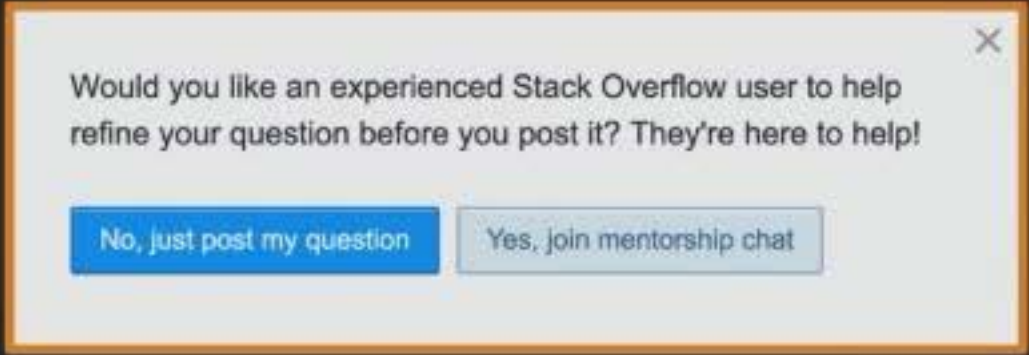 Would you like an experienced Stack Overflow user to help
refine your question before you post it? They're here to help!
No, just post my question
Yes, join mentorship chat